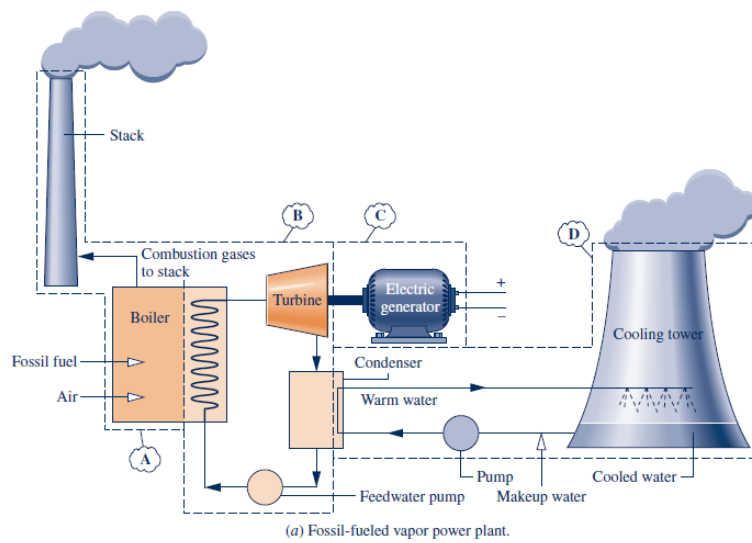 Stack
B
C
D
Combustion gases
to stack
Turbine
Electric
generator
+
–
Boiler
Cooling tower
Fossil fuel
Condenser
Air
Warm water
A
Pump
Cooled water
Feedwater pump
Makeup water
(a) Fossil-fueled vapor power plant.